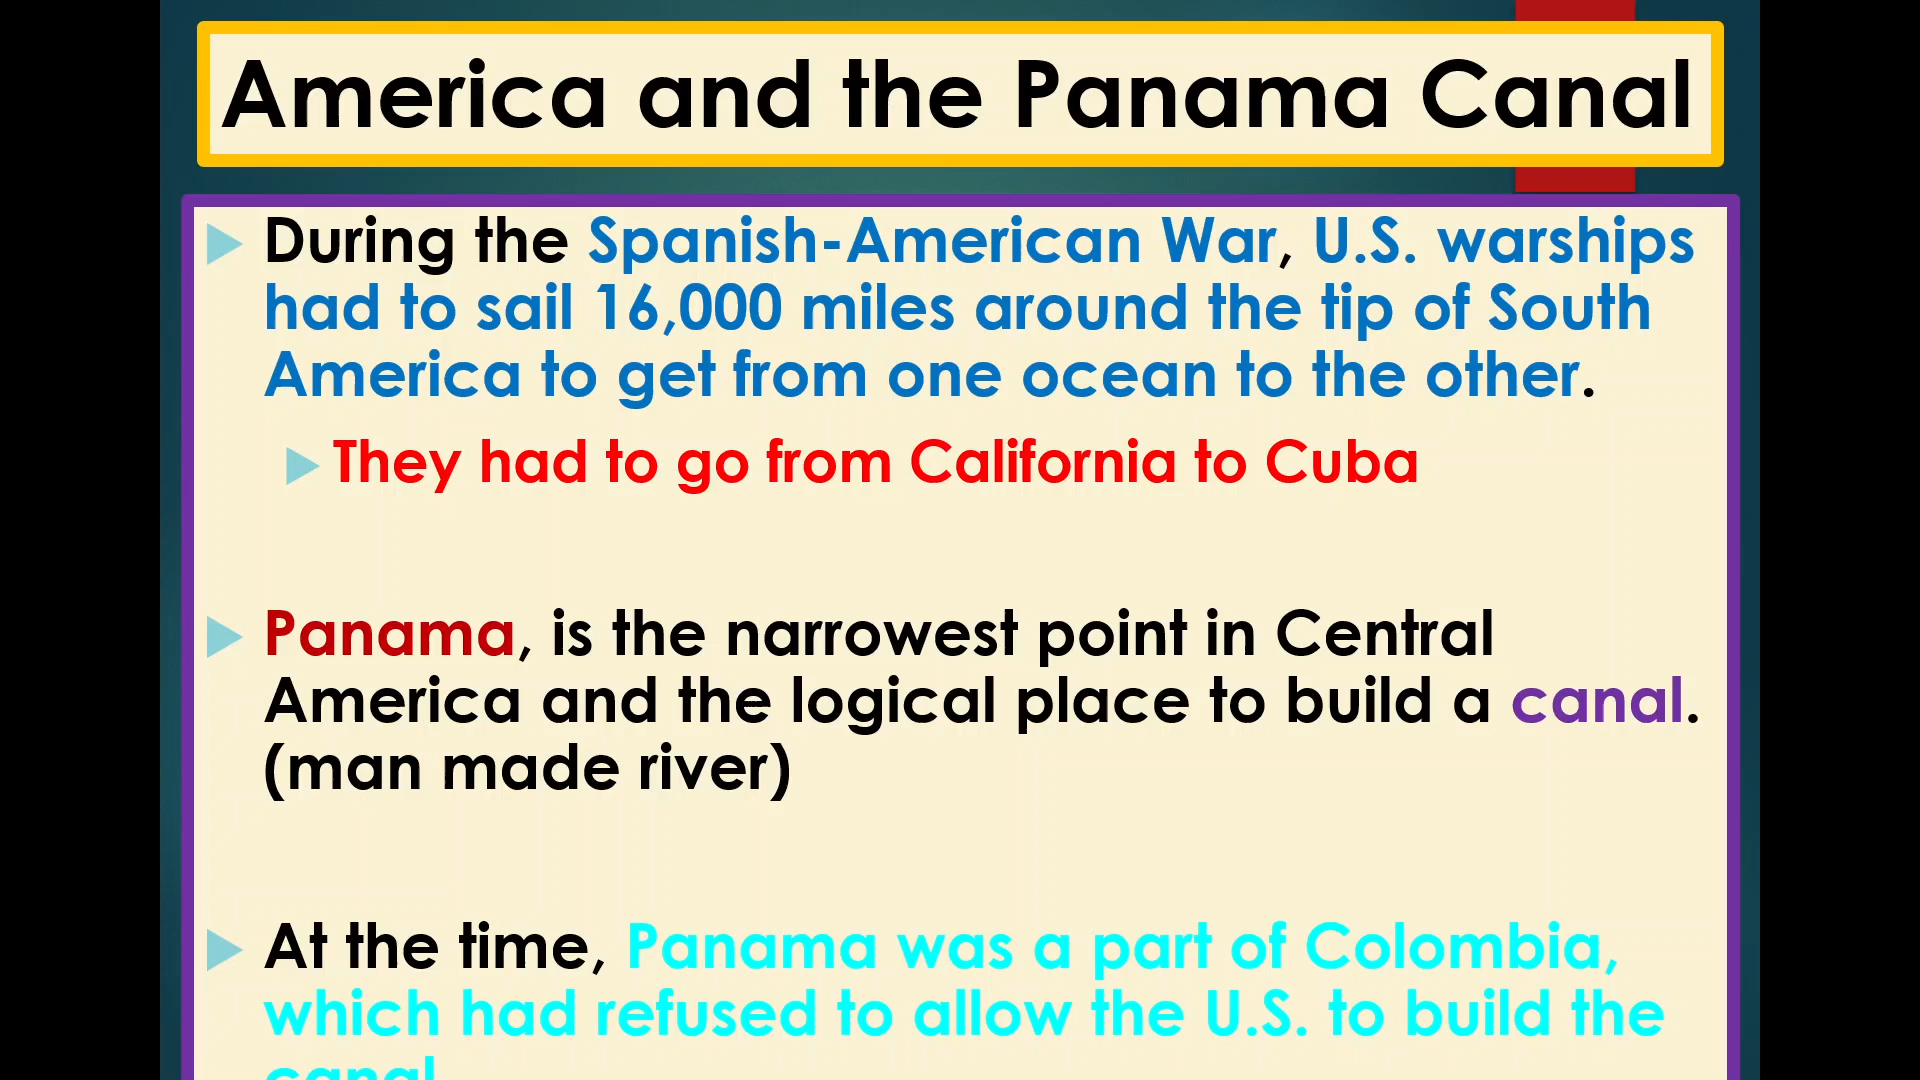 America and the Panama Canal
During the Spanish-American War, U.S. warships
had to sail 16,000 miles around the tip of South
America to get from one ocean to the other.
They had to go from California to Cuba
Panama, is the narrowest point in Central
America and the logical place to build a canal.
(man made river)
At the time, Panama was a part of Colombia,
which had refused to allow the U.S. to build the
canal